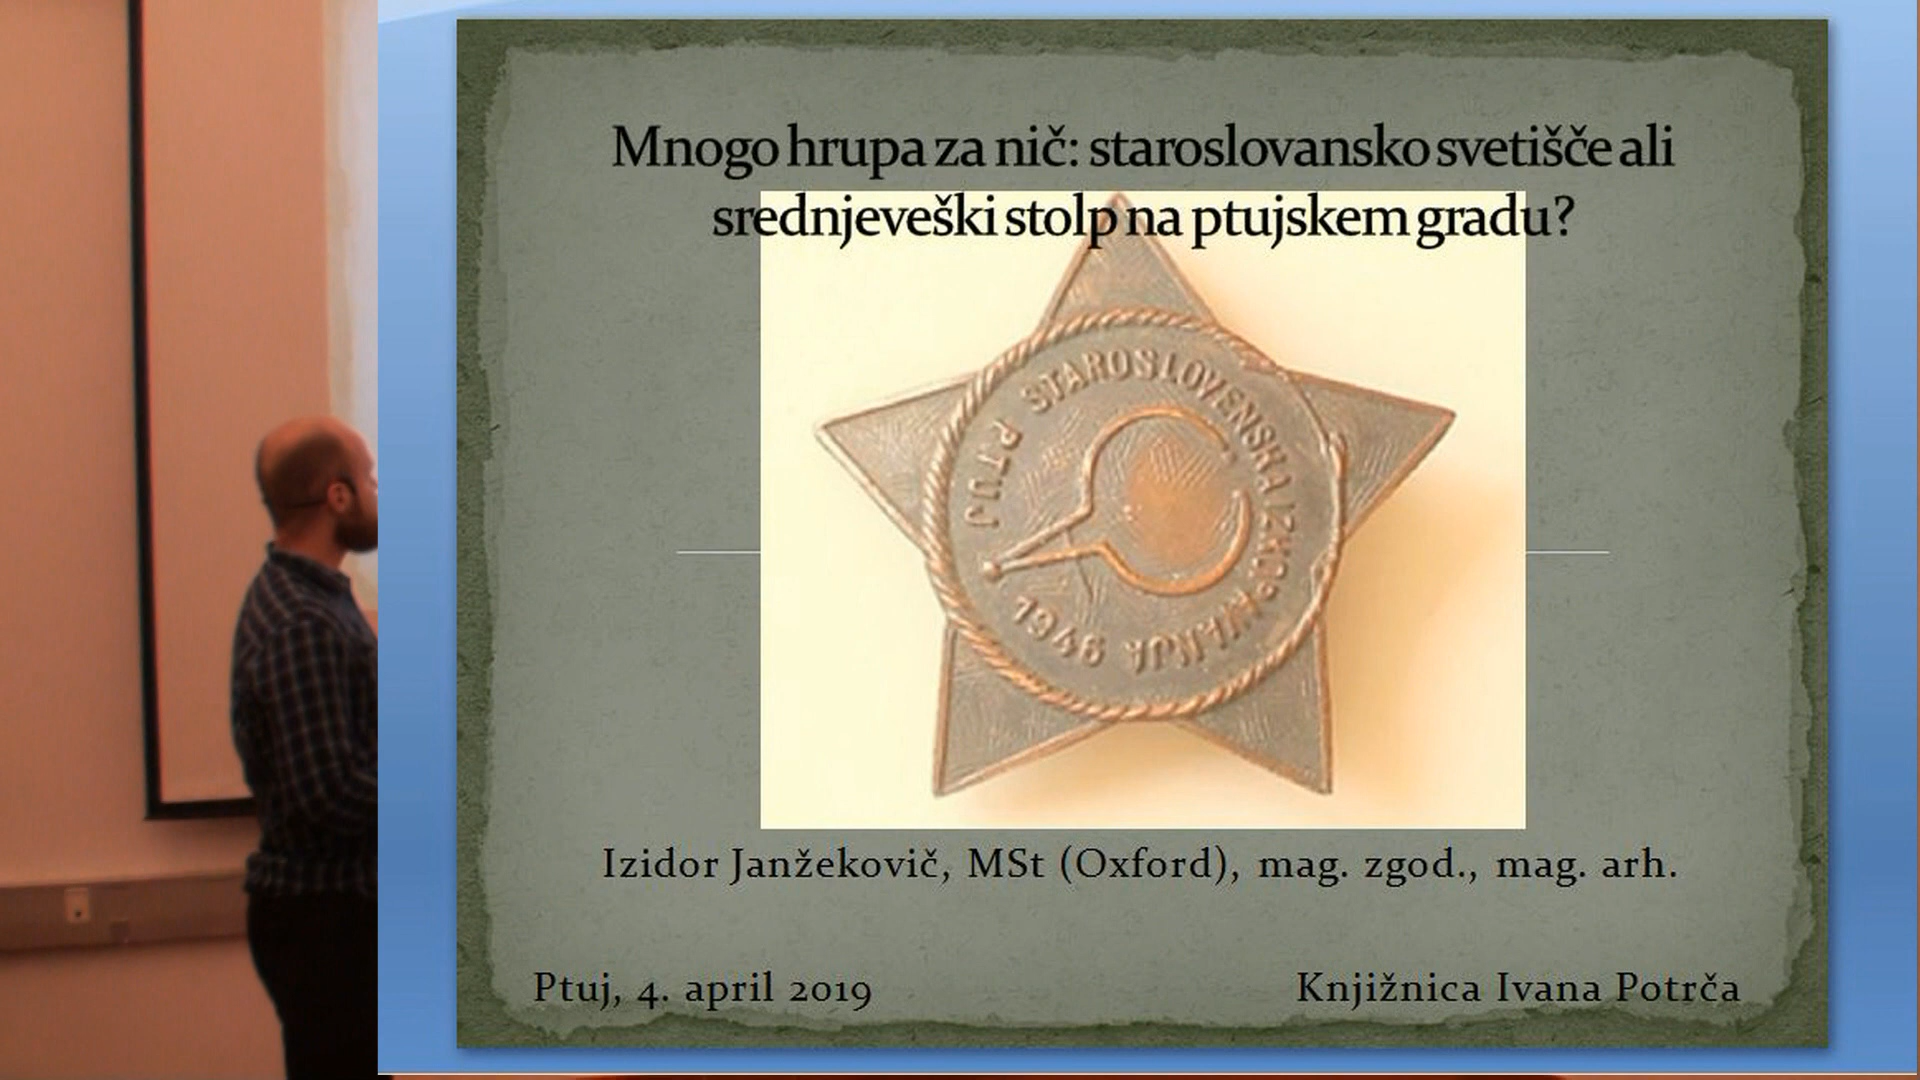 Mnogo hrupa za nič: staroslovansko svetišče ali
srednjeveški stolp na ptujskem gradu?
PTUJ STAROSLOVENSKA IZKOPAVANJA
1946
Izidor Janžekovič, MSt (Oxford), mag. zgod., mag. arh.
Ptuj, 4. april 2019
Knjižnica Ivana Potrča